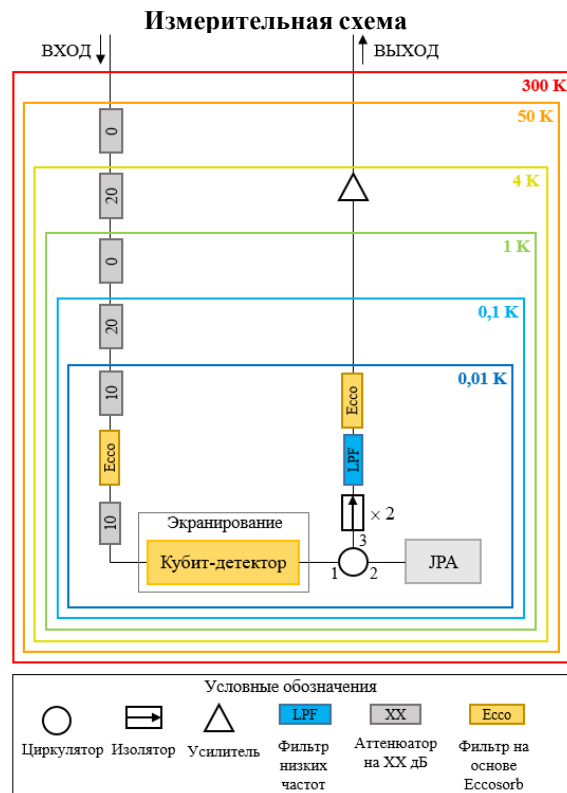 Измерительная схема
ВХОД
ВЫХОД
300 K
50 K
0
4 K
20
1 K
0
0,1 K
20
0,01 K
10
Ecco
Ecco
LPF
10
× 2
Экранирование
3
Кубит-детектор
1
2
JPA
Условные обозначения
LPF
XX
Ecco
Циркулятор
Изолятор
Усилитель
Фильтр
низких
частот
Аттенюатор
на XX дБ
Фильтр на
основе
Eccosorb